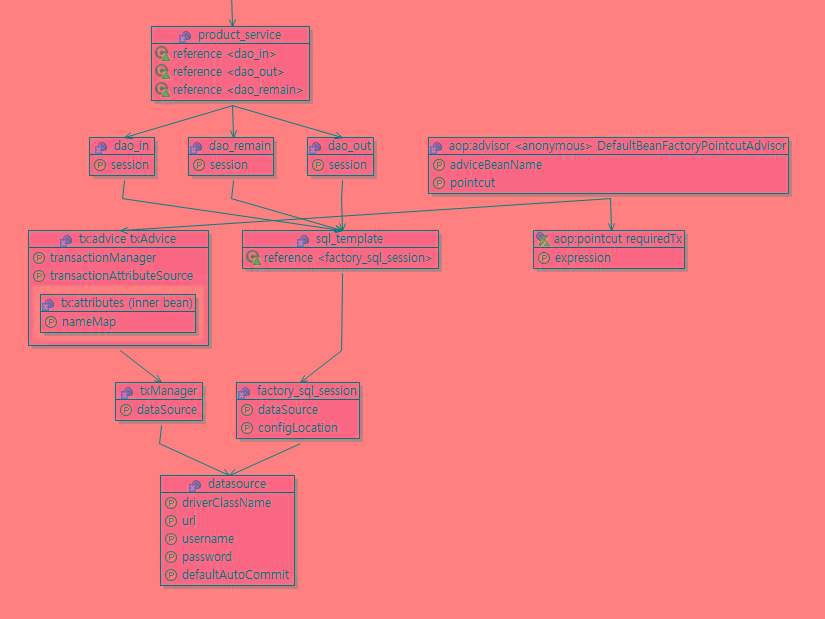 product_service
reference <dao_in>
reference <dao_out>
reference <dao_remain>
dao_in
session
dao_remain
session
dao_out
session
aop:advisor <anonymous> DefaultBeanFactoryPointcutAdvisor
adviceBeanName
pointcut
tx:advice txAdvice
transactionManager
transactionAttributeSource
tx:attributes (inner bean)
nameMap
sql_template
reference <factory_sql_session>
aop:pointcut requiredTx
expression
txManager
dataSource
factory_sql_session
dataSource
configLocation
datasource
driverClassName
url
username
password
defaultAutoCommit